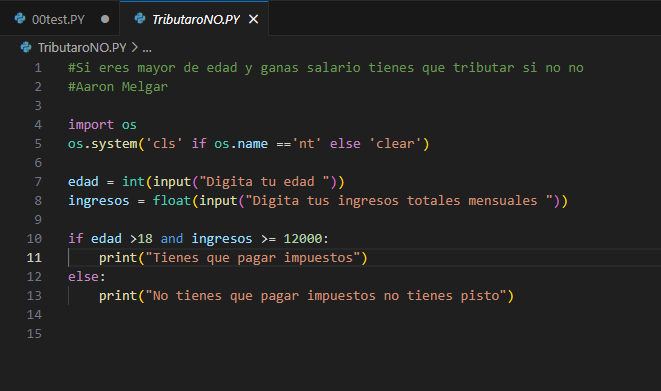 00test.PY
TributaroNO.PY
TributaroNO.PY > ...
1 #Si eres mayor de edad y ganas salario tienes que tributar si no no
2 #Aaron Melgar
3
4 import os
5 os.system('cls' if os.name =='nt' else 'clear')
6
7 edad = int(input("Digita tu edad "))
8 ingresos = float(input("Digita tus ingresos totales mensuales "))
9
10 if edad >18 and ingresos >= 12000:
11     print("Tienes que pagar impuestos")
12 else:
13     print("No tienes que pagar impuestos no tienes pisto")
14
15